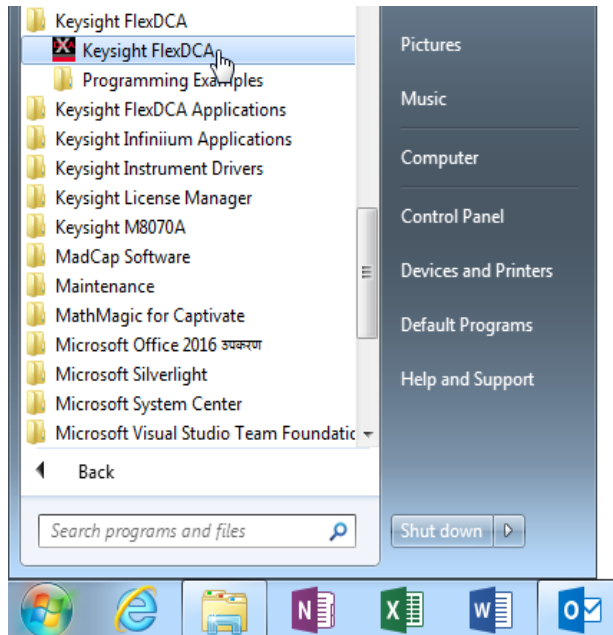 Keysight FlexDCA
Keysight FlexDCA
Programming Examples
Keysight FlexDCA Applications
Keysight Infiniium Applications
Keysight Instrument Drivers
Keysight License Manager
Keysight M8070A
MadCap Software
Maintenance
MathMagic for Captivate
Microsoft Office 2016 उपकरण
Microsoft Silverlight
Microsoft System Center
Microsoft Visual Studio Team Foundatic
Back
Search programs and files
Pictures
Music
Computer
Control Panel
Devices and Printers
Default Programs
Help and Support
Shut down